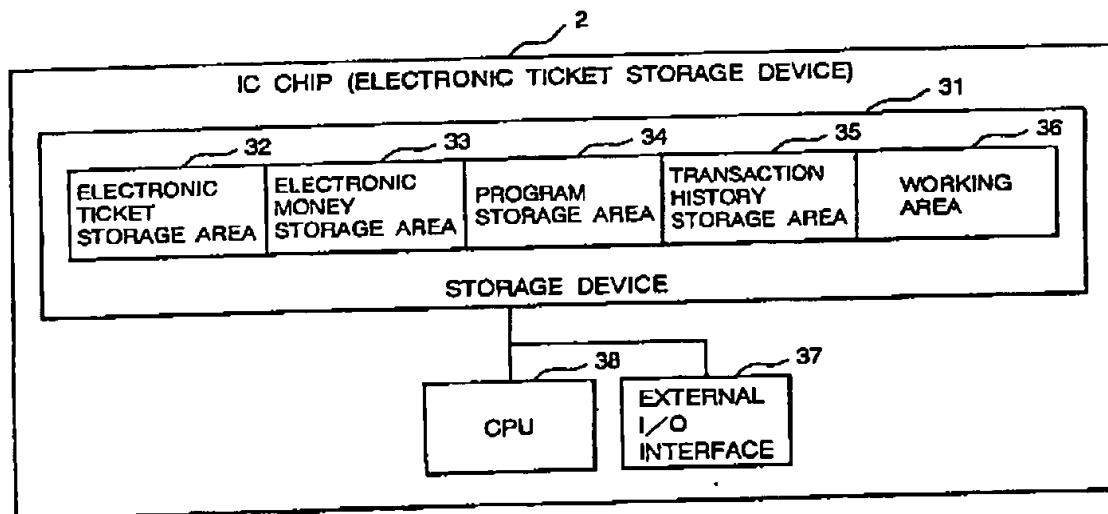 2
IC CHIP (ELECTRONIC TICKET STORAGE DEVICE)
31
32
33
34
35
36
ELECTRONIC
TICKET
STORAGE AREA
ELECTRONIC
MONEY
STORAGE AREA
PROGRAM
STORAGE AREA
TRANSACTION
HISTORY
STORAGE AREA
WORKING
AREA
STORAGE DEVICE
38
37
CPU
EXTERNAL
I/O
INTERFACE